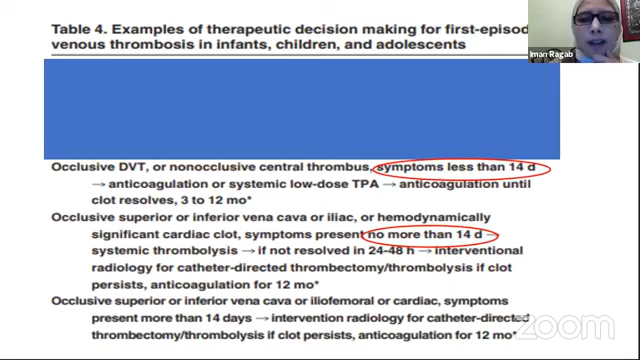 Table 4. Examples of therapeutic decision making for first-episod
venous thrombosis in infants, children, and adolescents
Iman Ragab
Occlusive DVT, or nonocclusive central thrombus, symptoms less than 14 d
→ anticoagulation or systemic low-dose TPA → anticoagulation until
clot resolves, 3 to 12 mo*
Occlusive superior or inferior vena cava or iliac, or hemodynamically
significant cardiac clot, symptoms present no more than 14 d →
systemic thrombolysis → if not resolved in 24-48 h → interventional
radiology for catheter-directed thrombectomy/thrombolysis if clot
persists, anticoagulation for 12 mo*
Occlusive superior or inferior vena cava or iliofemoral or cardiac, symptoms
present more than 14 days → intervention radiology for catheter-directed
thrombectomy/thrombolysis if clot persists, anticoagulation for 12 mo*
zoom